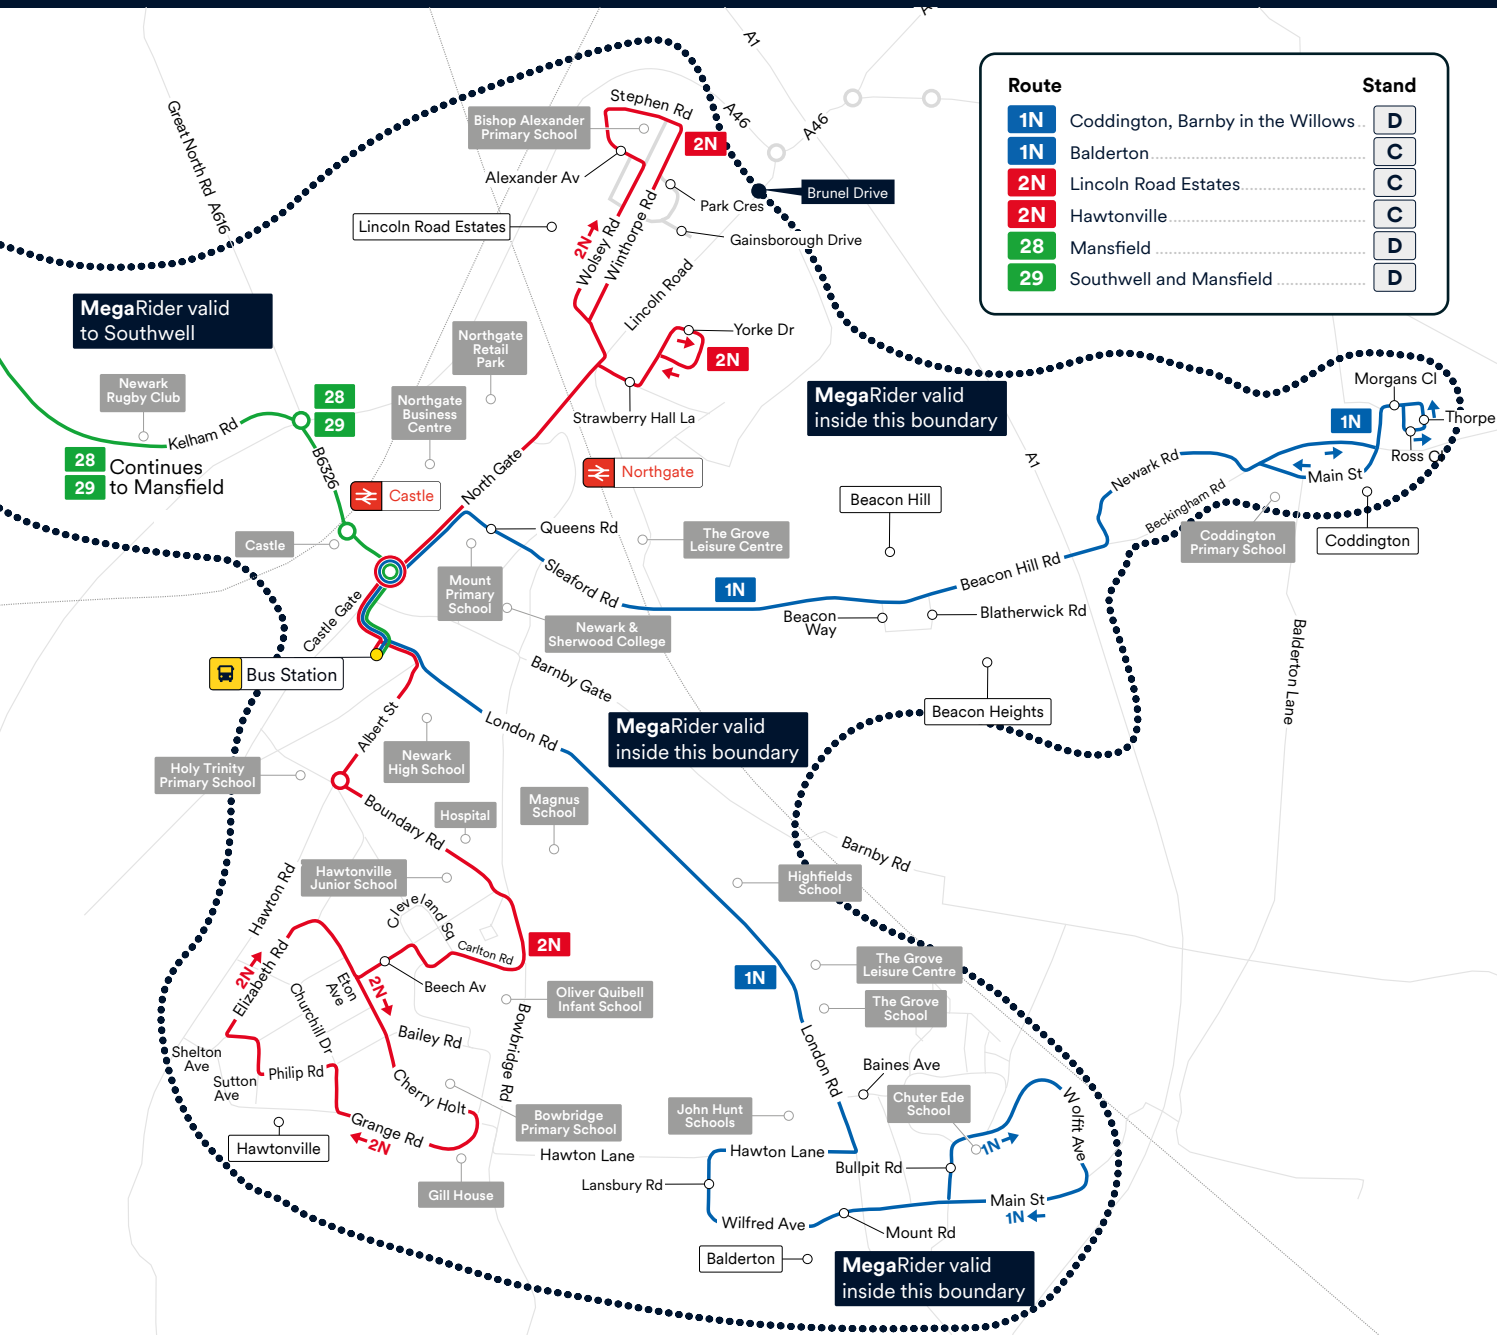 Route Stand
1N Coddington, Barnby in the Willows D
1N Balderton C
2N Lincoln Road Estates C
2N Hawtonville C
28 Mansfield D
29 Southwell and Mansfield D
A1
A46
A46
Great North Rd A616
Stephen Rd
Bishop Alexander
Primary School
2N
Alexander Av
Park Cres
Brunel Drive
Lincoln Road Estates
2N
Wolsey Rd
Winthorpe Rd
Gainsborough Drive
Lincoln Road
MegaRider valid
to Southwell
Yorke Dr
2N
Northgate
Retail
Park
Strawberry Hall La
Newark
Rugby Club
28
29
Northgate
Business
Centre
Kelham Rd
28
29
Continues
to Mansfield
B6326
Castle
North Gate
Northgate
MegaRider valid
inside this boundary
A1
Morgans Cl
1N
Thorpe
Ross C
Newark Rd
Main St
Beckingham Rd
Beacon Hill
Coddington
Primary School
Coddington
Castle
Queens Rd
The Grove
Leisure Centre
Mount
Primary
School
Sleaford Rd
1N
Beacon Hill Rd
Castle Gate
Newark &
Sherwood College
Beacon
Way
Blatherwick Rd
Balderton Lane
Bus Station
Barnby Gate
Beacon Heights
Albert St
London Rd
MegaRider valid
inside this boundary
Newark
High School
Holy Trinity
Primary School
Boundary Rd
Hospital
Magnus
School
Barnby Rd
Hawtonville
Junior School
Highfields
School
Hawton Rd
Cleveland Sq
Carlton Rd
2N
2N
Elizabeth Rd
Eton
Ave
2N
Beech Av
1N
The Grove
Leisure Centre
Churchill Dr
Oliver Quibell
Infant School
The Grove
School
Bailey Rd
Bowbridge Rd
London Rd
Shelton
Ave
Sutton
Ave
Philip Rd
Cherry Holt
Baines Ave
Chuter Ede
School
Wolfit Ave
Bowbridge
Primary School
John Hunt
Schools
Grange Rd
2N
Hawtonville
1N
Hawton Lane
Hawton Lane
Bullpit Rd
Gill House
Lansbury Rd
Main St
1N
Wilfred Ave
Mount Rd
Balderton
MegaRider valid
inside this boundary